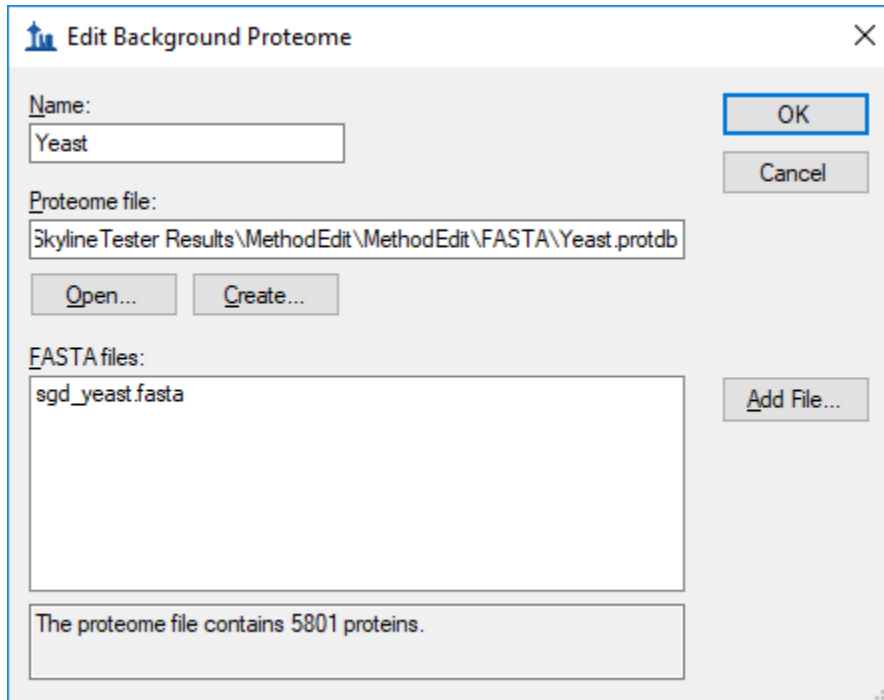 Edit Background Proteome
Name:
OK
Yeast
Cancel
Proteome file:
SkylineTester Results\MethodEdit\MethodEdit\FASTA\Yeast.protdb
Open...
Create...
FASTA files:
sgd_yeast.fasta
Add File...
The proteome file contains 5801 proteins.